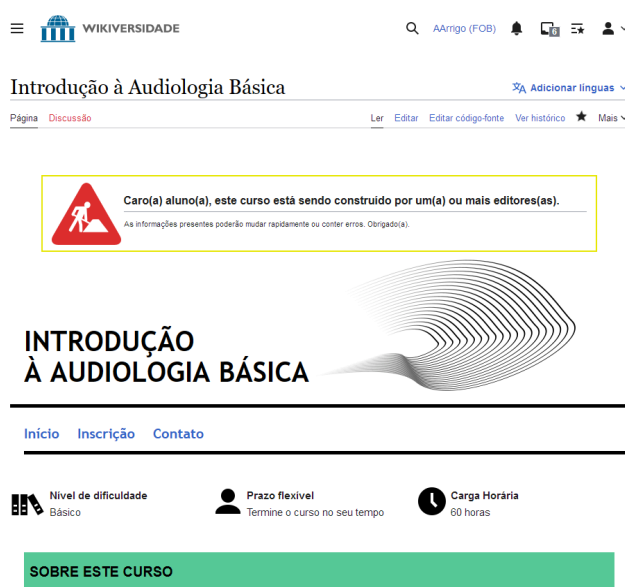 WIKIVERSIDADE
AArrigo (FOB)
6
Introdução à Audiologia Básica
Adicionar línguas
Página Discussão Ler Editar Editar código-fonte Ver histórico Mais
Caro(a) aluno(a), este curso está sendo construido por um(a) ou mais editores(as).
As informações presentes poderão mudar rapidamente ou conter erros. Obrigado(a).
INTRODUÇÃO
À AUDIOLOGIA BÁSICA
Início Inscrição Contato
Nível de dificuldade
Básico
Prazo flexível
Termine o curso no seu tempo
Carga Horária
60 horas
SOBRE ESTE CURSO